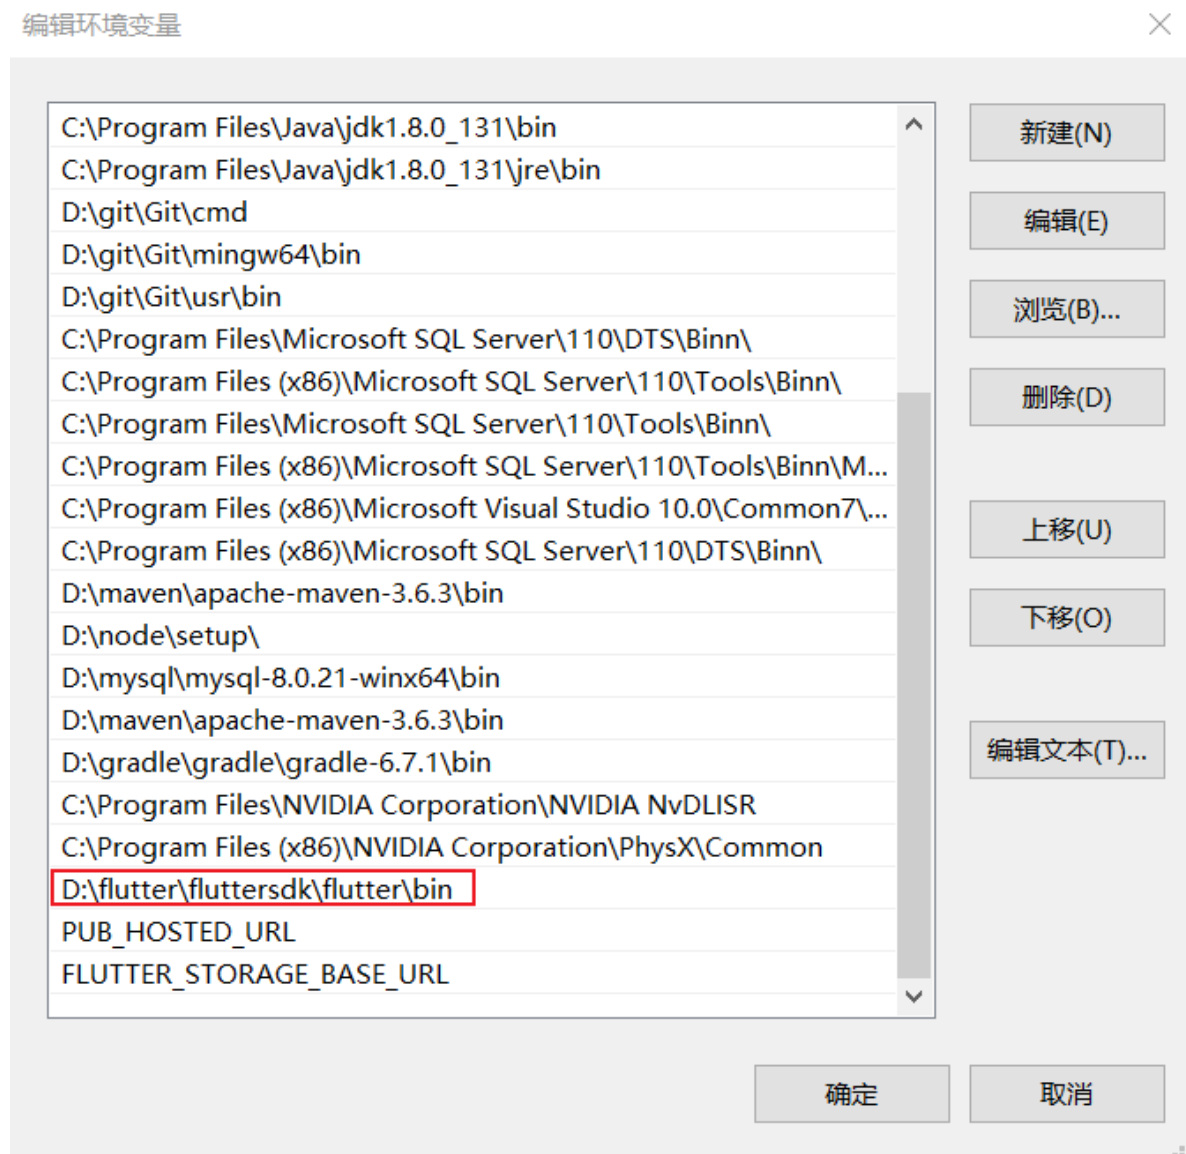 编辑环境变量
C:\Program Files\Java\jdk1.8.0_131\bin
C:\Program Files\Java\jdk1.8.0_131\jre\bin
D:\git\Git\cmd
D:\git\Git\mingw64\bin
D:\git\Git\usr\bin
C:\Program Files\Microsoft SQL Server\110\DTS\Binn\
C:\Program Files (x86)\Microsoft SQL Server\110\Tools\Binn\
C:\Program Files\Microsoft SQL Server\110\Tools\Binn\
C:\Program Files (x86)\Microsoft SQL Server\110\Tools\Binn\M...
C:\Program Files (x86)\Microsoft Visual Studio 10.0\Common7\...
C:\Program Files (x86)\Microsoft SQL Server\110\DTS\Binn\
D:\maven\apache-maven-3.6.3\bin
D:\node\setup\
D:\mysql\mysql-8.0.21-winx64\bin
D:\maven\apache-maven-3.6.3\bin
D:\gradle\gradle\gradle-6.7.1\bin
C:\Program Files\NVIDIA Corporation\NVIDIA NvDLISR
C:\Program Files (x86)\NVIDIA Corporation\PhysX\Common
D:\flutter\fluttersdk\flutter\bin
PUB_HOSTED_URL
FLUTTER_STORAGE_BASE_URL
新建(N)
编辑(E)
浏览(B)...
删除(D)
上移(U)
下移(O)
编辑文本(T)...
确定
取消